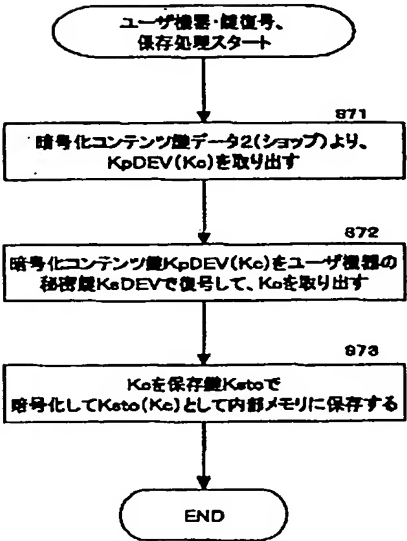 ユーザ機器・鍵復号、
保存処理スタート
S71
暗号化コンテンツ鍵データ2(ショップ)より、
KpDEV(Kc)を取り出す
S72
暗号化コンテンツ鍵KpDEV(Kc)をユーザ機器の
秘密鍵KsDEVで復号して、Kcを取り出す
S73
Kcを保存鍵Kstoで
暗号化してKsto(Kc)として内部メモリに保存する
END